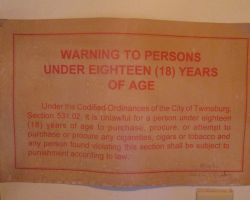 WARNING TO PERSONS
UNDER EIGHTEEN (18) YEARS
OF AGE
Under the Codified Ordinances of the City of Twinsburg,
Section 531.02, it is unlawful for a person under eighteen
(18) years of age to purchase, procure, or attempt
to purchase or procure any cigarettes, cigars or tobacco and
any person found violating this section shall be subject to
punishment according to law.